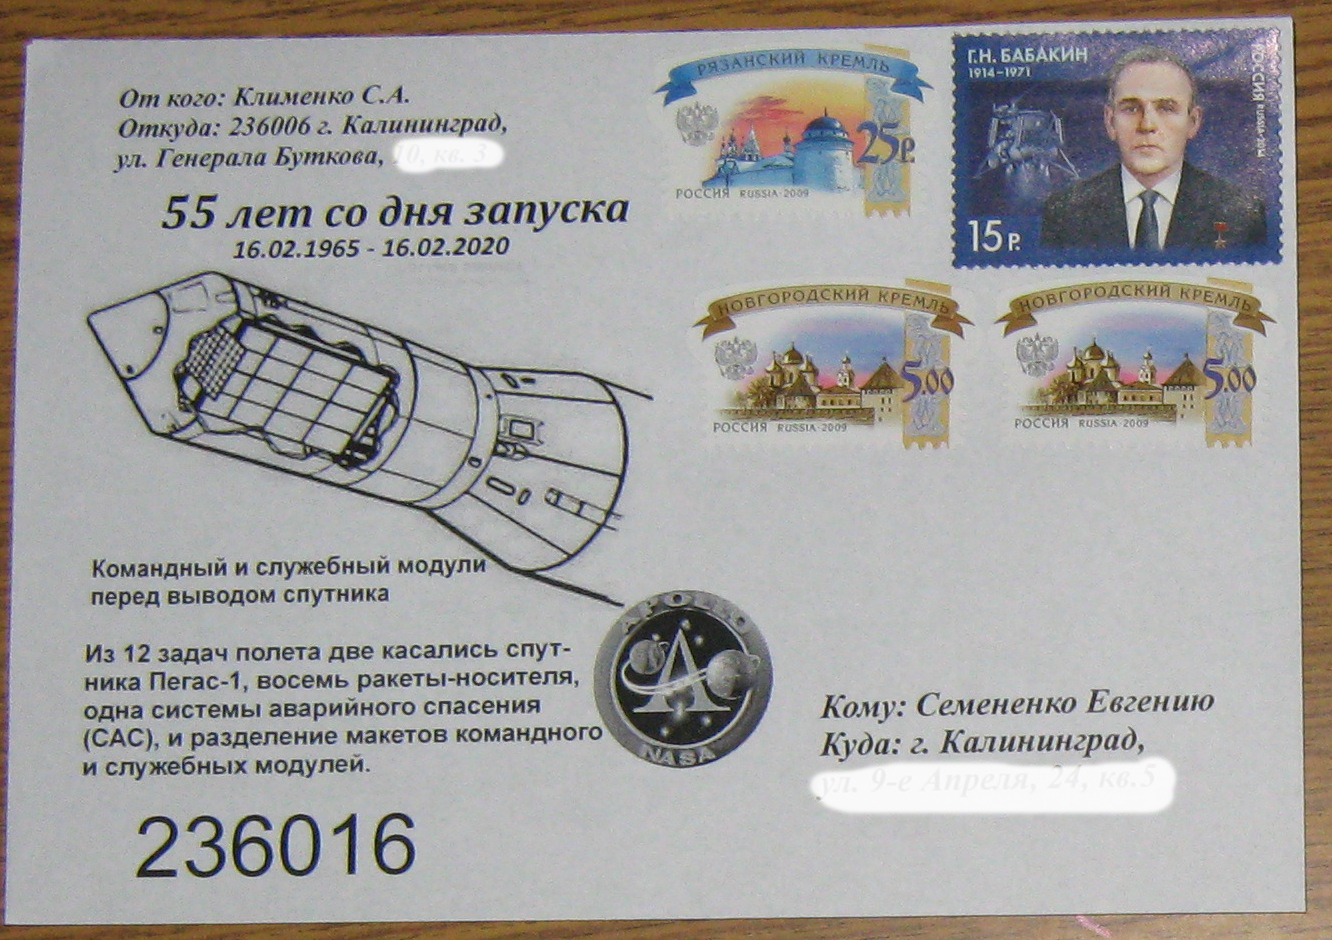 От кого: Клименко С.А.
Откуда: 236006 г. Калининград,
ул. Генерала Буткова,
55 лет со дня запуска
16.02.1965 - 16.02.2020
РЯЗАНСКИЙ КРЕМЛЬ
25р
РОССИЯ RUSSIA·2009
Г.Н. БАБАКИН
1914–1971
РОССИЯ RUSSIA·2014
15 Р.
НОВГОРОДСКИЙ КРЕМЛЬ
5.00
РОССИЯ RUSSIA·2009
НОВГОРОДСКИЙ КРЕМЛЬ
5.00
РОССИЯ RUSSIA·2009
Командный и служебный модули
перед выводом спутника
Из 12 задач полета две касались спут-
ника Пегас-1, восемь ракеты-носителя,
одна системы аварийного спасения
(САС), и разделение макетов командного
и служебных модулей.
APOLLO
NASA
Кому: Семененко Евгению
Куда: г. Калининград,
236016